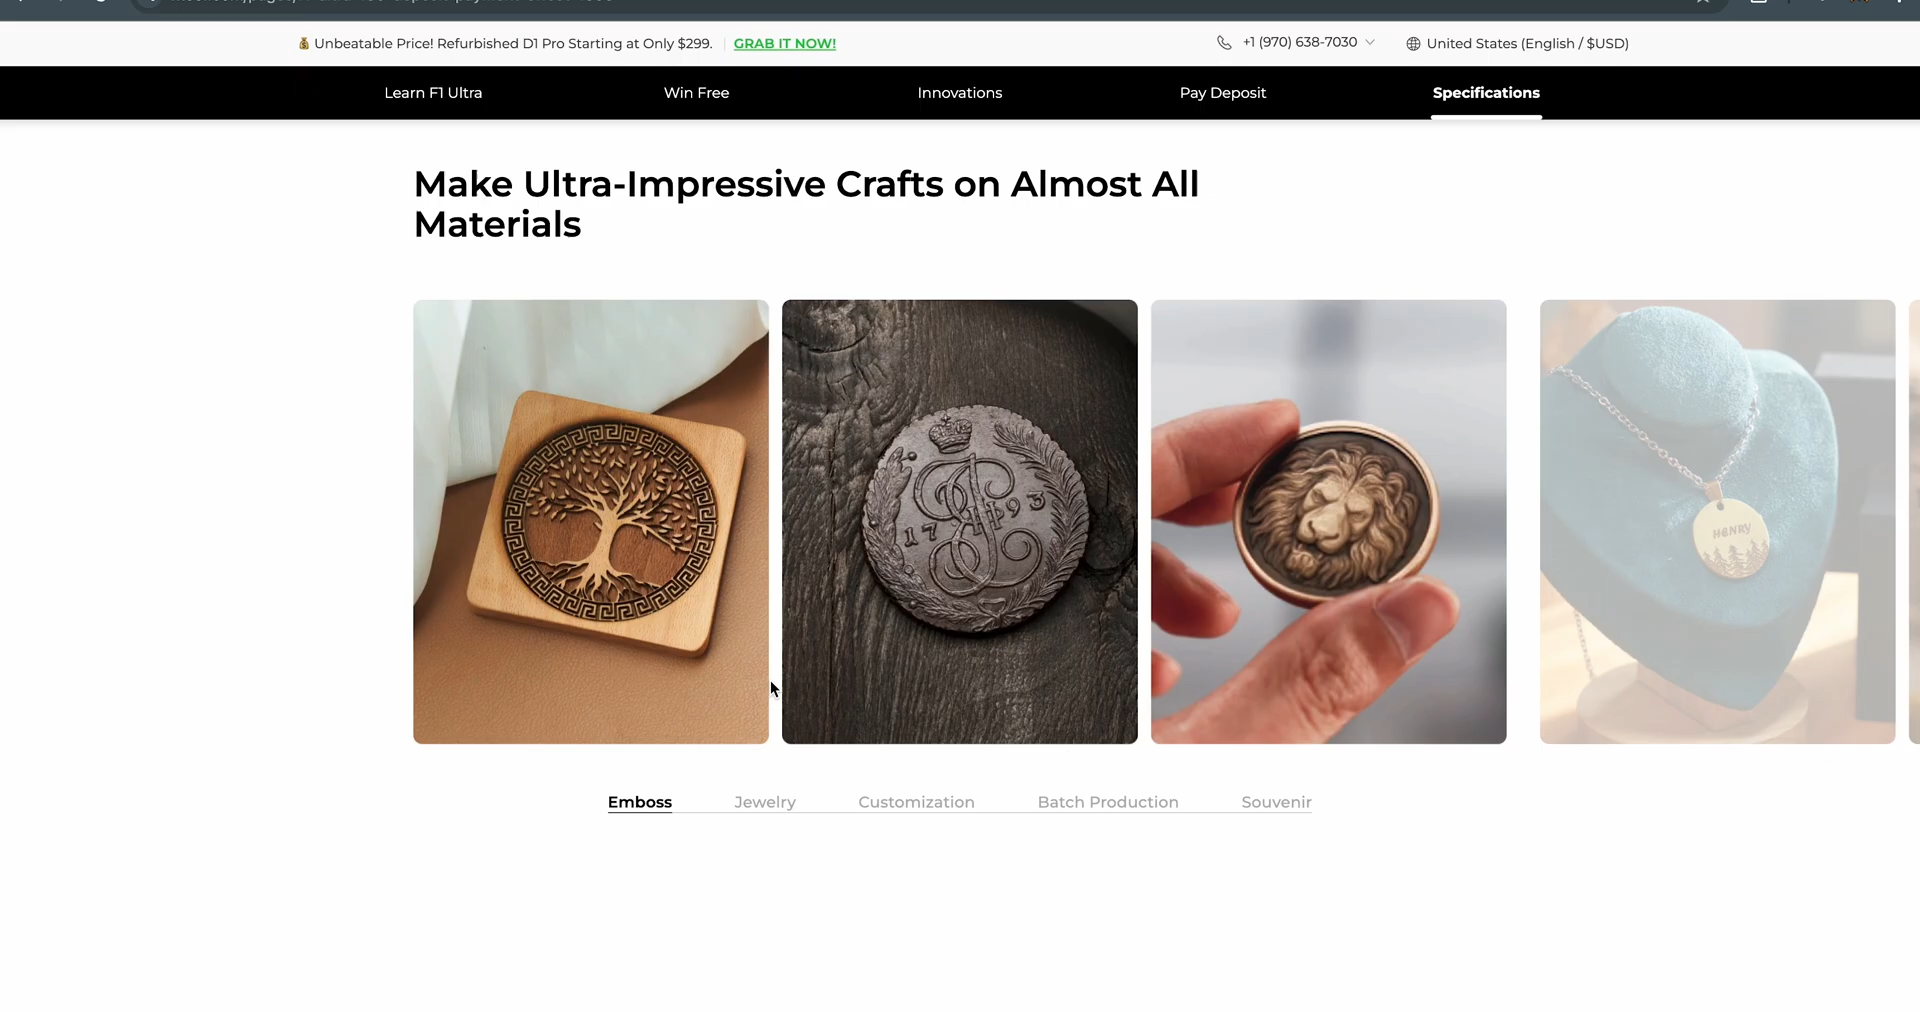 Unbeatable Price! Refurbished D1 Pro Starting at Only $299. GRAB IT NOW!
+1 (970) 638-7030
United States (English / $USD)
Learn F1 Ultra
Win Free
Innovations
Pay Deposit
Specifications
Make Ultra-Impressive Crafts on Almost All
Materials
1793
HENRY
Emboss
Jewelry
Customization
Batch Production
Souvenir